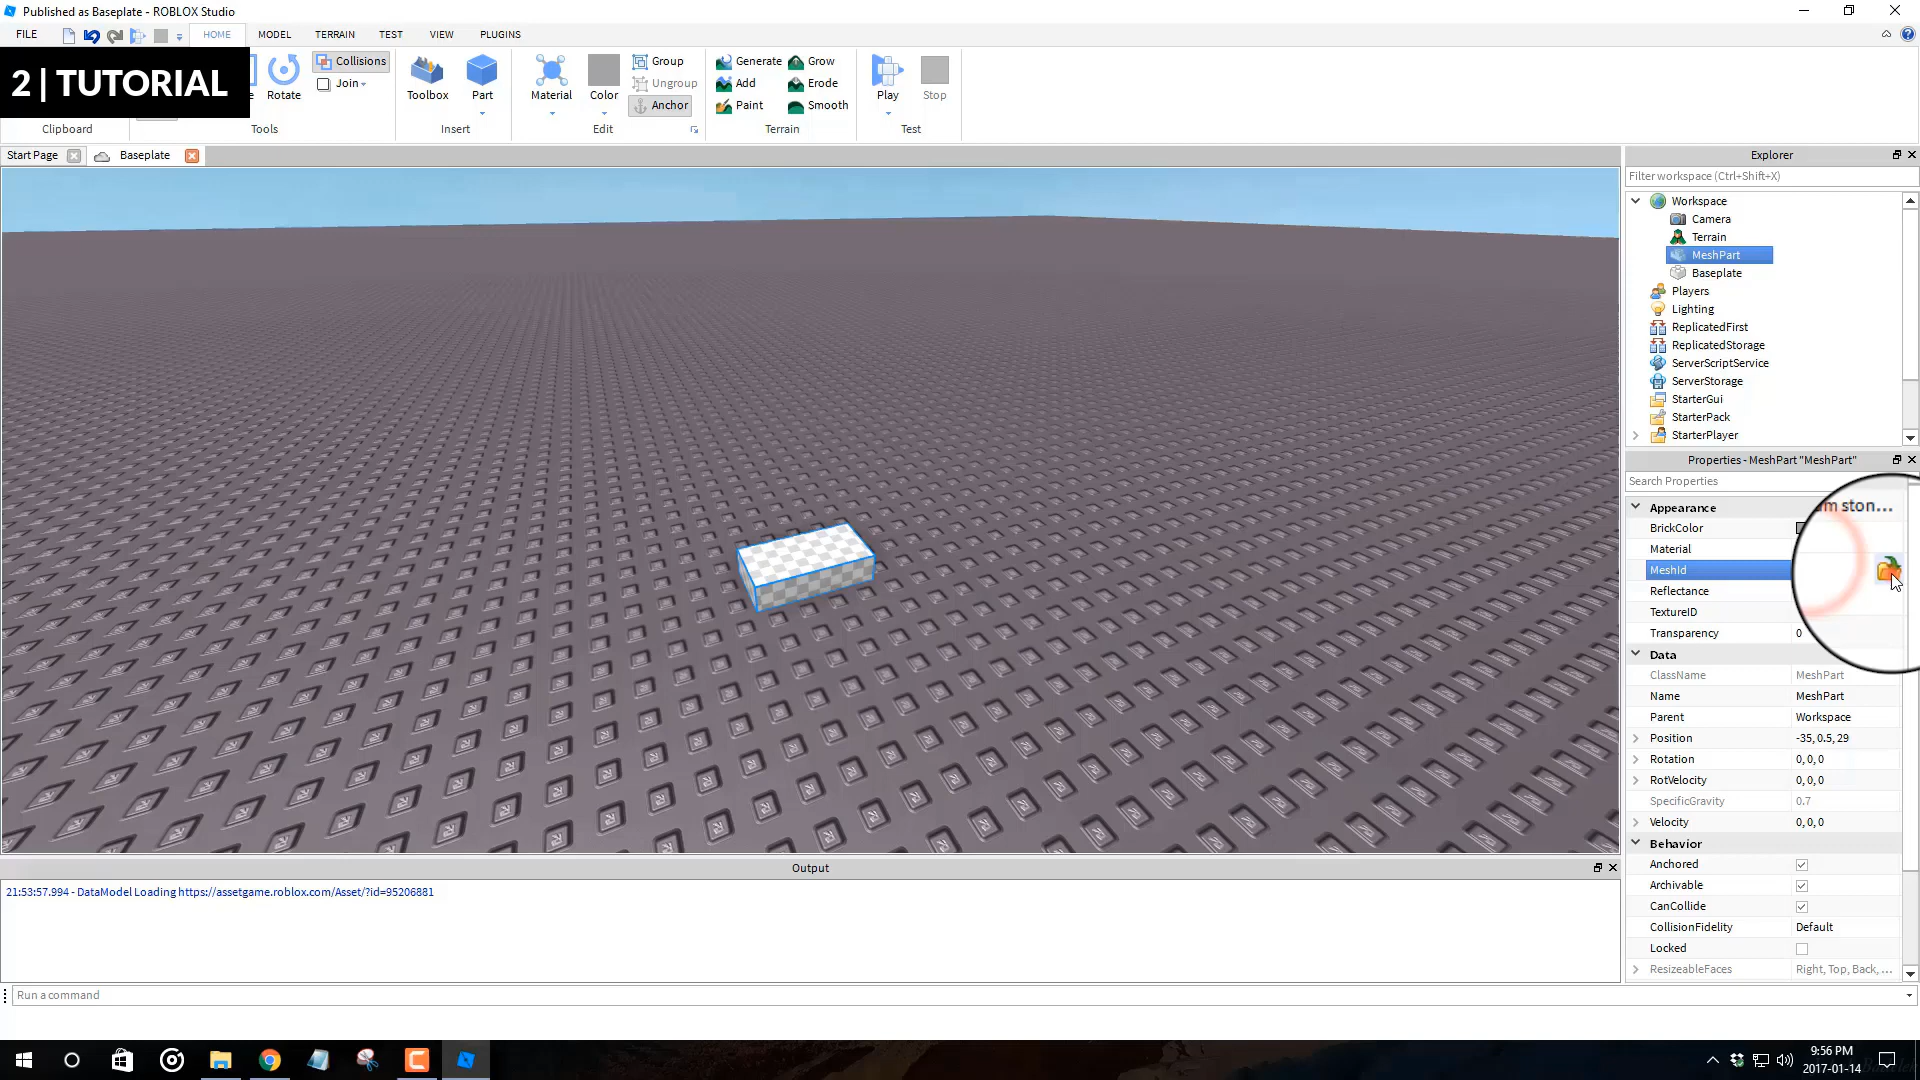 Published as Baseplate - ROBLOX Studio
FILE HOME MODEL TERRAIN TEST VIEW PLUGINS
2 | TUTORIAL
Rotate
Collisions
Join
Toolbox
Part
Material
Color
Group
Ungroup
Anchor
Generate Grow
Add Erode
Paint Smooth
Play
Stop
Clipboard Tools Insert Edit Terrain Test
Start Page Baseplate
Explorer
Filter workspace (Ctrl+Shift+X)
Workspace
Camera
Terrain
MeshPart
Baseplate
Players
Lighting
ReplicatedFirst
ReplicatedStorage
ServerScriptService
ServerStorage
StarterGui
StarterPack
StarterPlayer
Properties - MeshPart "MeshPart"
Search Properties
Appearance
BrickColor
Material
MeshId
Reflectance
TextureID
Transparency 0
Data
ClassName MeshPart
Name MeshPart
Parent Workspace
Position -35, 0.5, 29
Rotation 0, 0, 0
RotVelocity 0, 0, 0
SpecificGravity 0.7
Velocity 0, 0, 0
Behavior
Anchored
Archivable
CanCollide
CollisionFidelity Default
Locked
ResizeableFaces Right, Top, Back, ...
Output
21:53:57.994 - DataModel Loading https://assetgame.roblox.com/Asset/?id=95206881
Run a command
9:56 PM
2017-01-14